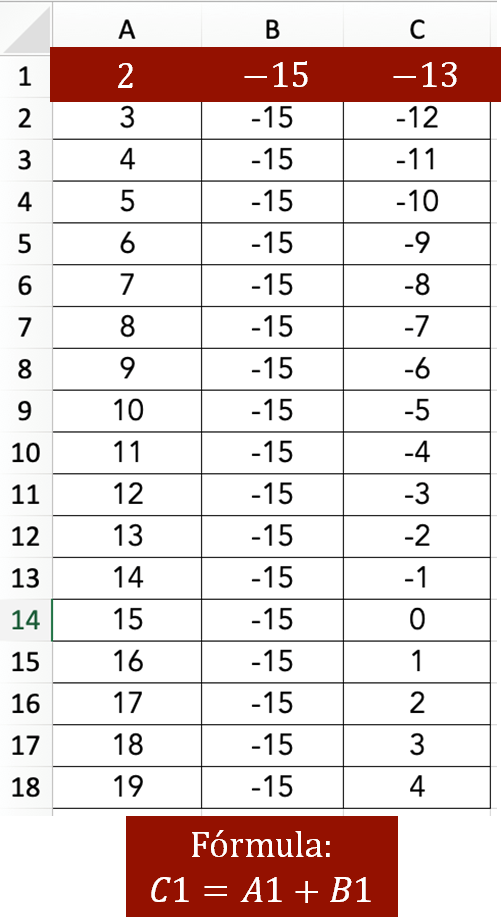 A B C
1 2 −15 −13
2 3 -15 -12
3 4 -15 -11
4 5 -15 -10
5 6 -15 -9
6 7 -15 -8
7 8 -15 -7
8 9 -15 -6
9 10 -15 -5
10 11 -15 -4
11 12 -15 -3
12 13 -15 -2
13 14 -15 -1
14 15 -15 0
15 16 -15 1
16 17 -15 2
17 18 -15 3
18 19 -15 4
Fórmula:
C1 = A1 + B1